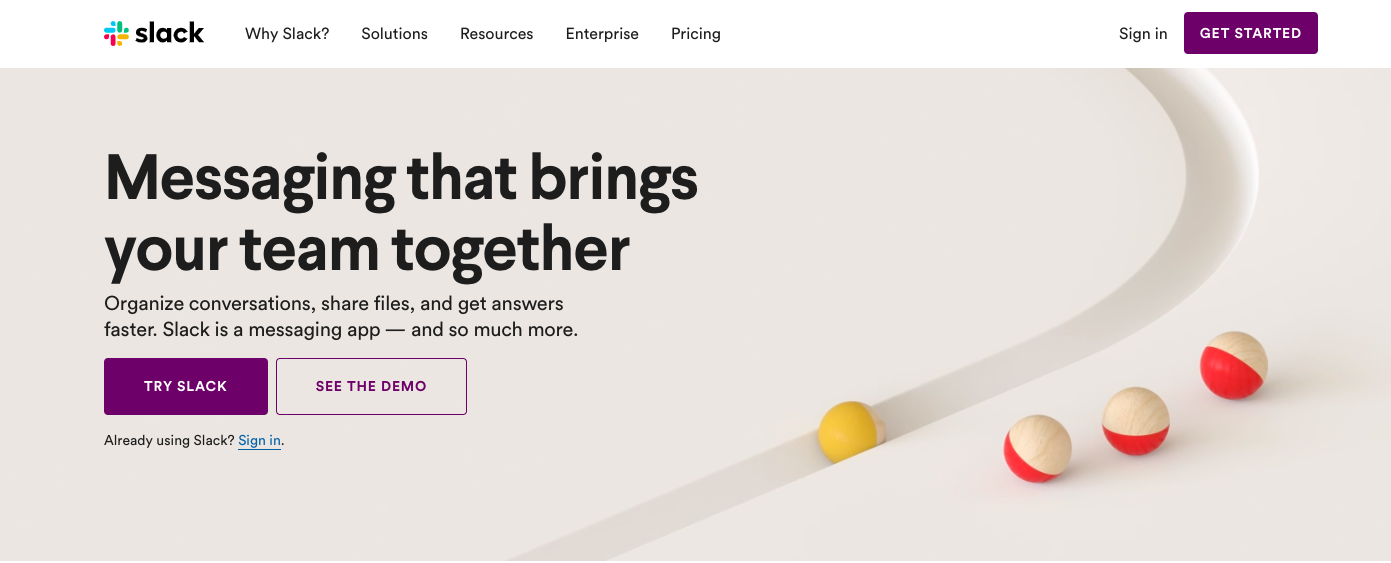 slack
Why Slack?
Solutions
Resources
Enterprise
Pricing
Sign in
GET STARTED
Messaging that brings
your team together
Organize conversations, share files, and get answers
faster. Slack is a messaging app — and so much more.
TRY SLACK
SEE THE DEMO
Already using Slack? Sign in.